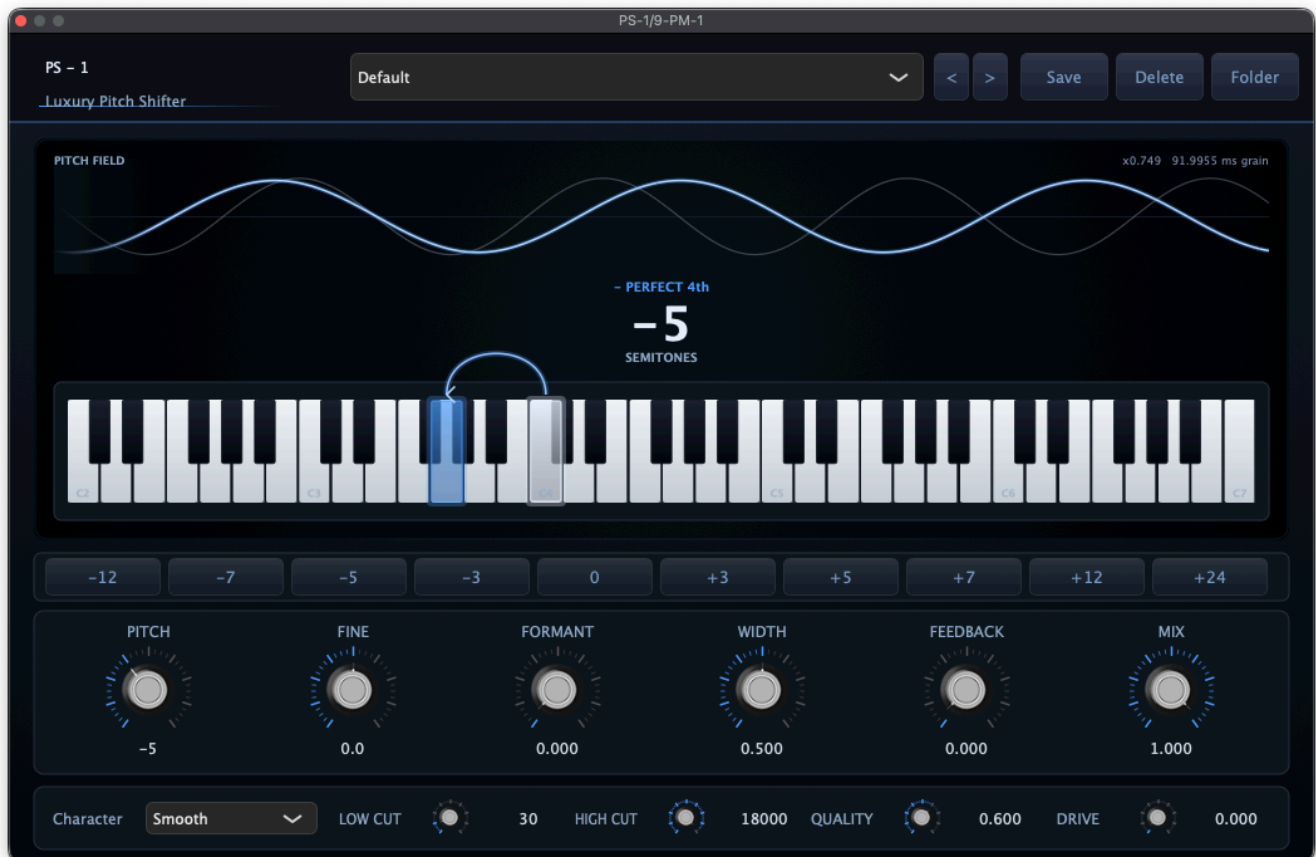 PS-1/9-PM-1
PS – 1
Luxury Pitch Shifter
Default
<
>
Save
Delete
Folder
PITCH FIELD
x0.749 91.9955 ms grain
– PERFECT 4th
–5
SEMITONES
C2 C3 C4 C5 C6 C7
–12 –7 –5 –3 0 +3 +5 +7 +12 +24
PITCH FINE FORMANT WIDTH FEEDBACK MIX
–5 0.0 0.000 0.500 0.000 1.000
Character Smooth LOW CUT 30 HIGH CUT 18000 QUALITY 0.600 DRIVE 0.000